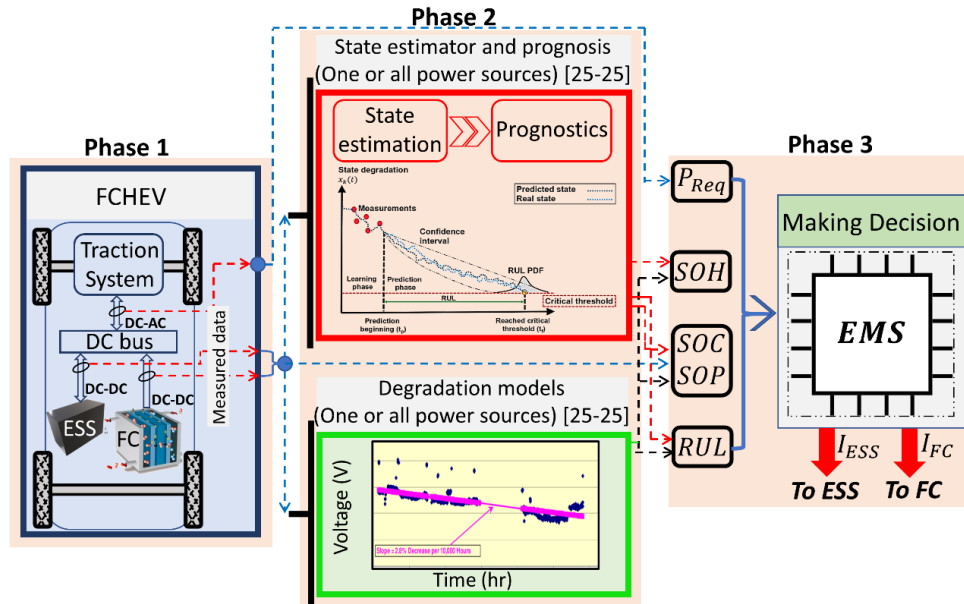 Phase 1
FCHEV
Traction
System
DC-AC
DC bus
DC-DC
DC-DC
ESS
FC
Measured data
Phase 2
State estimator and prognosis
(One or all power sources) [25-25]
State
estimation
Prognostics
State degradation
x_k(t)
Measurements
Predicted state
Real state
Confidence
interval
Learning
phase
Prediction
phase
RUL PDF
RUL
Critical threshold
Prediction
beginning (t_p)
Reached critical
threshold (t_f)
Degradation models
(One or all power sources) [25-25]
Voltage (V)
Slope = 2.0% Decrease per 10,000 Hours
Time (hr)
Phase 3
P_Req
SOH
SOC
SOP
RUL
Making Decision
EMS
I_ESS
I_FC
To ESS
To FC